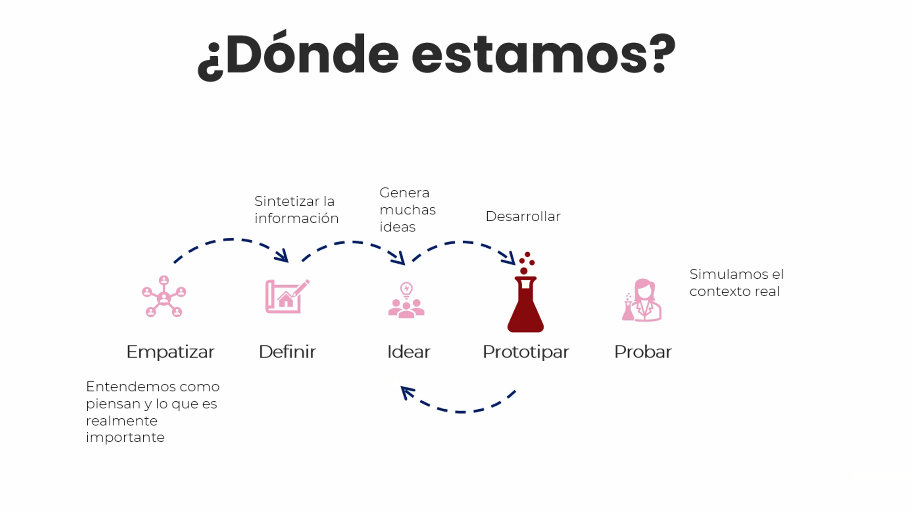 ¿Dónde estamos?
Sintetizar la
información
Genera
muchas
ideas
Desarrollar
Simulamos el
contexto real
Empatizar
Definir
Idear
Prototipar
Probar
Entendemos como
piensan y lo que es
realmente
importante